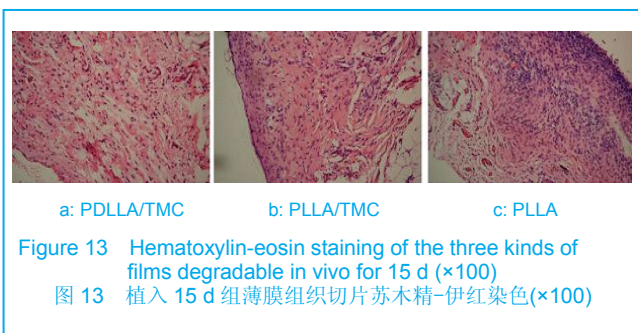 a: PDLLA/TMC b: PLLA/TMC c: PLLA
Figure 13 Hematoxylin-eosin staining of the three kinds of
films degradable in vivo for 15 d (×100)
图 13 植入 15 d 组薄膜组织切片苏木精-伊红染色(×100)